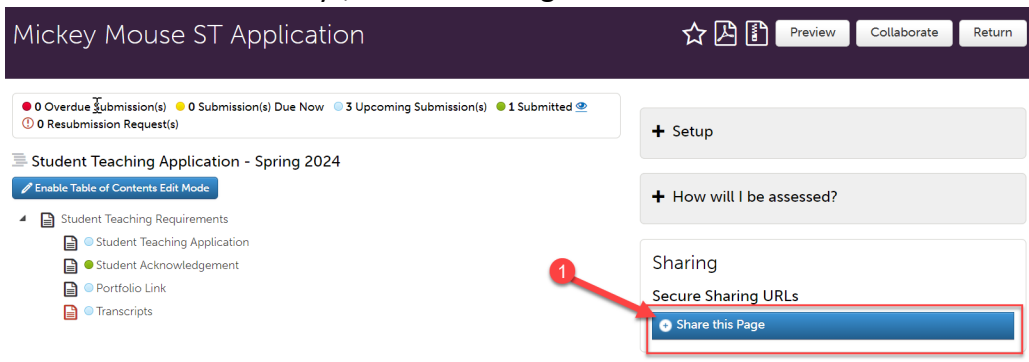 Mickey Mouse ST Application
Preview
Collaborate
Return
0 Overdue Submission(s) 0 Submission(s) Due Now 3 Upcoming Submission(s) 1 Submitted
0 Resubmission Request(s)
Student Teaching Application - Spring 2024
Enable Table of Contents Edit Mode
Student Teaching Requirements
Student Teaching Application
Student Acknowledgement
Portfolio Link
Transcripts
+ Setup
+ How will I be assessed?
Sharing
Secure Sharing URLs
1
Share this Page